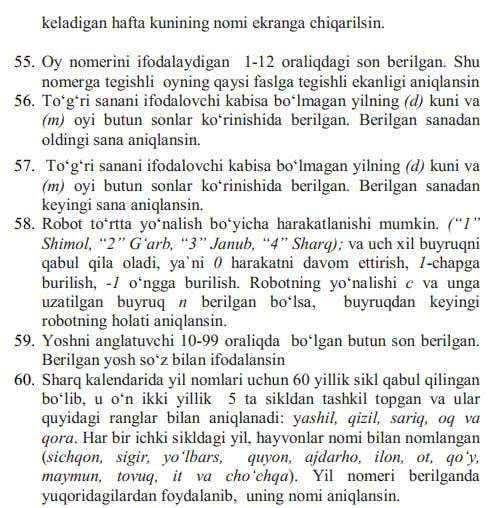 keladigan hafta kunining nomi ekranga chiqarilsin.
55. Oy nomerini ifodalaydigan 1-12 oraliqdagi son berilgan. Shu
nomerga tegishli oyning qaysi faslga tegishli ekanligi aniqlansin
56. To‘g‘ri sanani ifodalovchi kabisa bo‘lmagan yilning (d) kuni va
(m) oyi butun sonlar ko‘rinishida berilgan. Berilgan sanadan
oldingi sana aniqlansin.
57. To‘g‘ri sanani ifodalovchi kabisa bo‘lmagan yilning (d) kuni va
(m) oyi butun sonlar ko‘rinishida berilgan. Berilgan sanadan
keyingi sana aniqlansin.
58. Robot to‘rtta yo‘nalish bo‘yicha harakatlanishi mumkin. (“1”
Shimol, “2” G‘arb, “3” Janub, “4” Sharq); va uch xil buyruqni
qabul qila oladi, ya`ni 0 harakatni davom ettirish, 1-chapga
burilish, -1 o‘ngga burilish. Robotning yo‘nalishi c va unga
uzatilgan buyruq n berilgan bo‘lsa, buyruqdan keyingi
robotning holati aniqlansin.
59. Yoshni anglatuvchi 10-99 oraliqda bo‘lgan butun son berilgan.
Berilgan yosh so‘z bilan ifodalansin
60. Sharq kalendarida yil nomlari uchun 60 yillik sikl qabul qilingan
bo‘lib, u o‘n ikki yillik 5 ta sikldan tashkil topgan va ular
quyidagi ranglar bilan aniqlanadi: yashil, qizil, sariq, oq va
qora. Har bir ichki sikldagi yil, hayvonlar nomi bilan nomlangan
(sichqon, sigir, yo‘lbars, quyon, ajdarho, ilon, ot, qo‘y,
maymun, tovuq, it va cho‘chqa). Yil nomeri berilganda
yuqoridagilardan foydalanib, uning nomi aniqlansin.